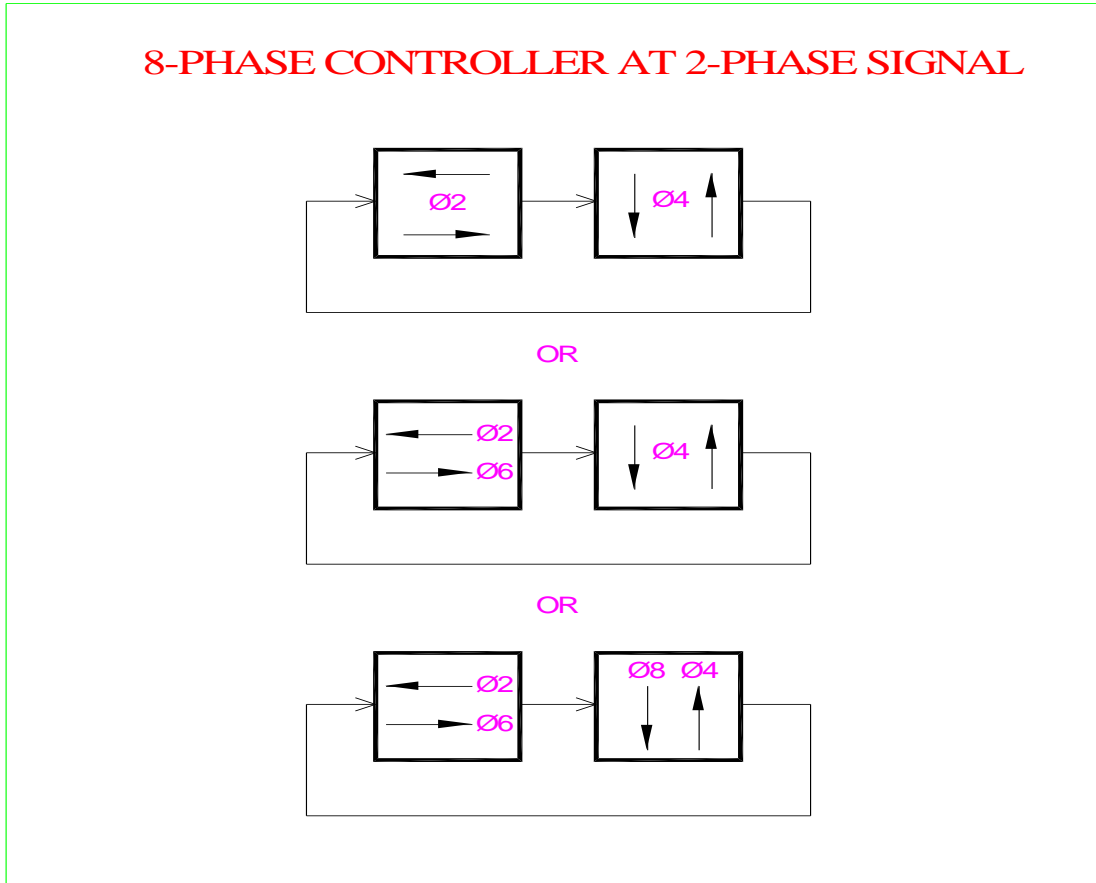 8-PHASE CONTROLLER AT 2-PHASE SIGNAL
Ø2
Ø4
OR
Ø2
Ø6
Ø4
OR
Ø2
Ø6
Ø8 Ø4